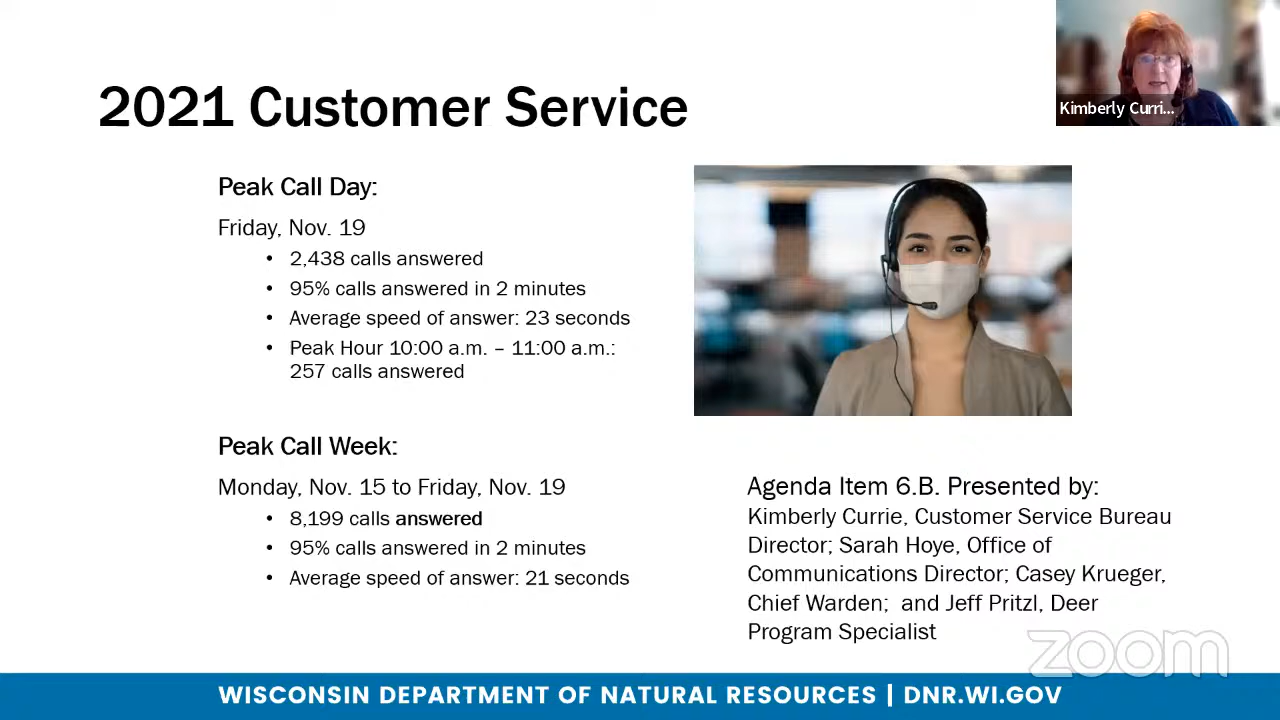 2021 Customer Service
Kimberly Curri...
Peak Call Day:
Friday, Nov. 19
• 2,438 calls answered
• 95% calls answered in 2 minutes
• Average speed of answer: 23 seconds
• Peak Hour 10:00 a.m. – 11:00 a.m.:
257 calls answered
Peak Call Week:
Monday, Nov. 15 to Friday, Nov. 19
• 8,199 calls answered
• 95% calls answered in 2 minutes
• Average speed of answer: 21 seconds
Agenda Item 6.B. Presented by:
Kimberly Currie, Customer Service Bureau
Director; Sarah Hoye, Office of
Communications Director; Casey Krueger,
Chief Warden;  and Jeff Pritzl, Deer
Program Specialist
zoom
WISCONSIN DEPARTMENT OF NATURAL RESOURCES | DNR.WI.GOV